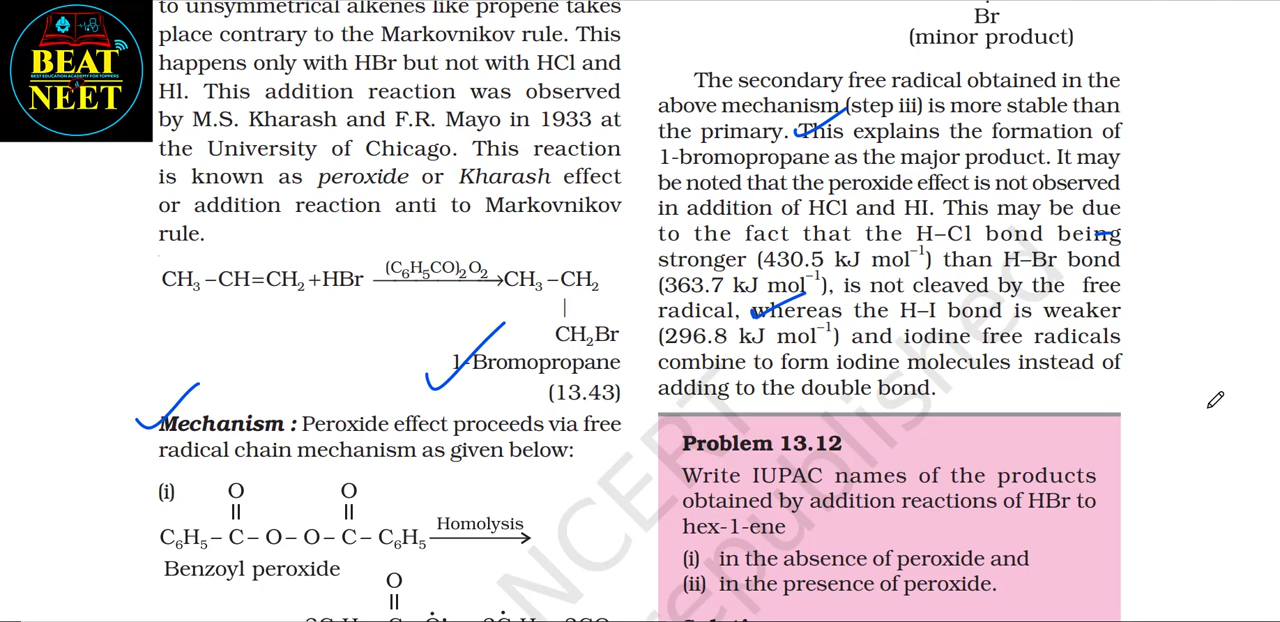 BEAT
BEST EDUCATION ACADEMY FOR TOPPERS
NEET
to unsymmetrical alkenes like propene takes
place contrary to the Markovnikov rule. This
happens only with HBr but not with HCl and
Hl. This addition reaction was observed
by M.S. Kharash and F.R. Mayo in 1933 at
the University of Chicago. This reaction
is known as peroxide or Kharash effect
or addition reaction anti to Markovnikov
rule.
(C₆H₅CO)₂O₂
CH₃ –CH=CH₂ +HBr ⟶ CH₃ –CH₂
|
CH₂Br
1-Bromopropane
(13.43)
Mechanism : Peroxide effect proceeds via free
radical chain mechanism as given below:
(i) O O
|| ||
C₆H₅ – C – O – O – C – C₆H₅ Homolysis ⟶
Benzoyl peroxide
O
||
Br
(minor product)
The secondary free radical obtained in the
above mechanism (step iii) is more stable than
the primary. This explains the formation of
1-bromopropane as the major product. It may
be noted that the peroxide effect is not observed
in addition of HCl and HI. This may be due
to the fact that the H–Cl bond being
stronger (430.5 kJ mol⁻¹) than H–Br bond
(363.7 kJ mol⁻¹), is not cleaved by the free
radical, whereas the H–I bond is weaker
(296.8 kJ mol⁻¹) and iodine free radicals
combine to form iodine molecules instead of
adding to the double bond.
Problem 13.12
Write IUPAC names of the products
obtained by addition reactions of HBr to
hex-1-ene
(i) in the absence of peroxide and
(ii) in the presence of peroxide.